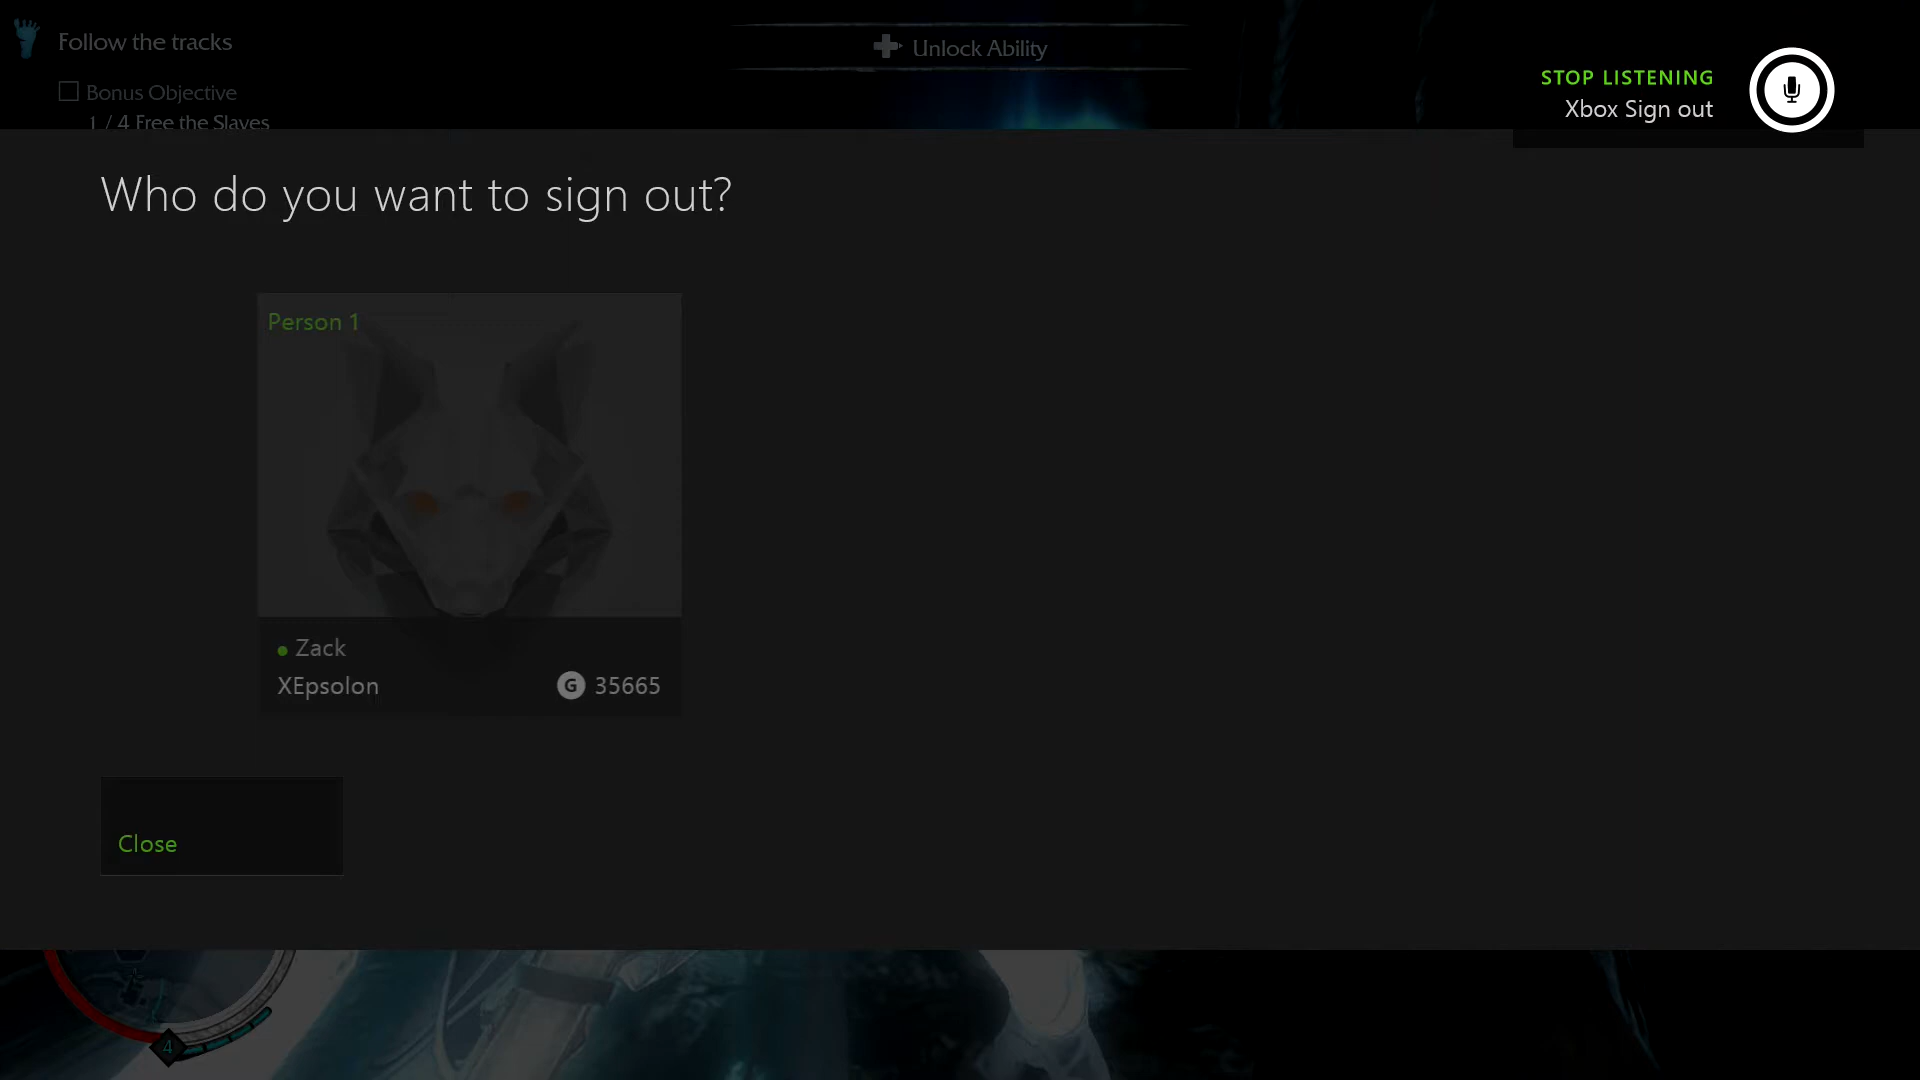 Follow the tracks
Unlock Ability
Bonus Objective
1 / 4 Free the Slaves
STOP LISTENING
Xbox Sign out
Who do you want to sign out?
Person 1
Zack
XEpsolon
G 35665
Close
4